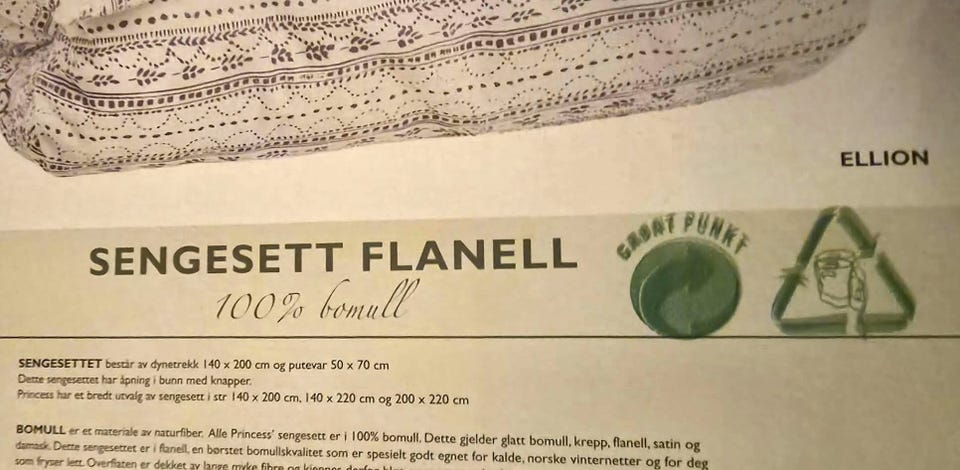 ELLION
GRØNT PUNKT
SENGESETT FLANELL
100% bomull
SENGESETTET består av dynetrekk 140 x 200 cm og putevar 50 x 70 cm
Dette sengesettet har åpning i bunn med knapper.
Princess har et bredt utvalg av sengesett i str 140 x 200 cm, 140 x 220 cm og 200 x 220 cm
BOMULL er et materiale av naturfiber. Alle Princess' sengesett er i 100% bomull. Dette gjelder glatt bomull, krepp, flanell, satin og
damask. Dette sengesettet er i flanell, en børstet bomullskvalitet som er spesielt godt egnet for kalde, norske vinternetter og for deg
som fryser lett. Overflaten er dekket av lange myke fibre og